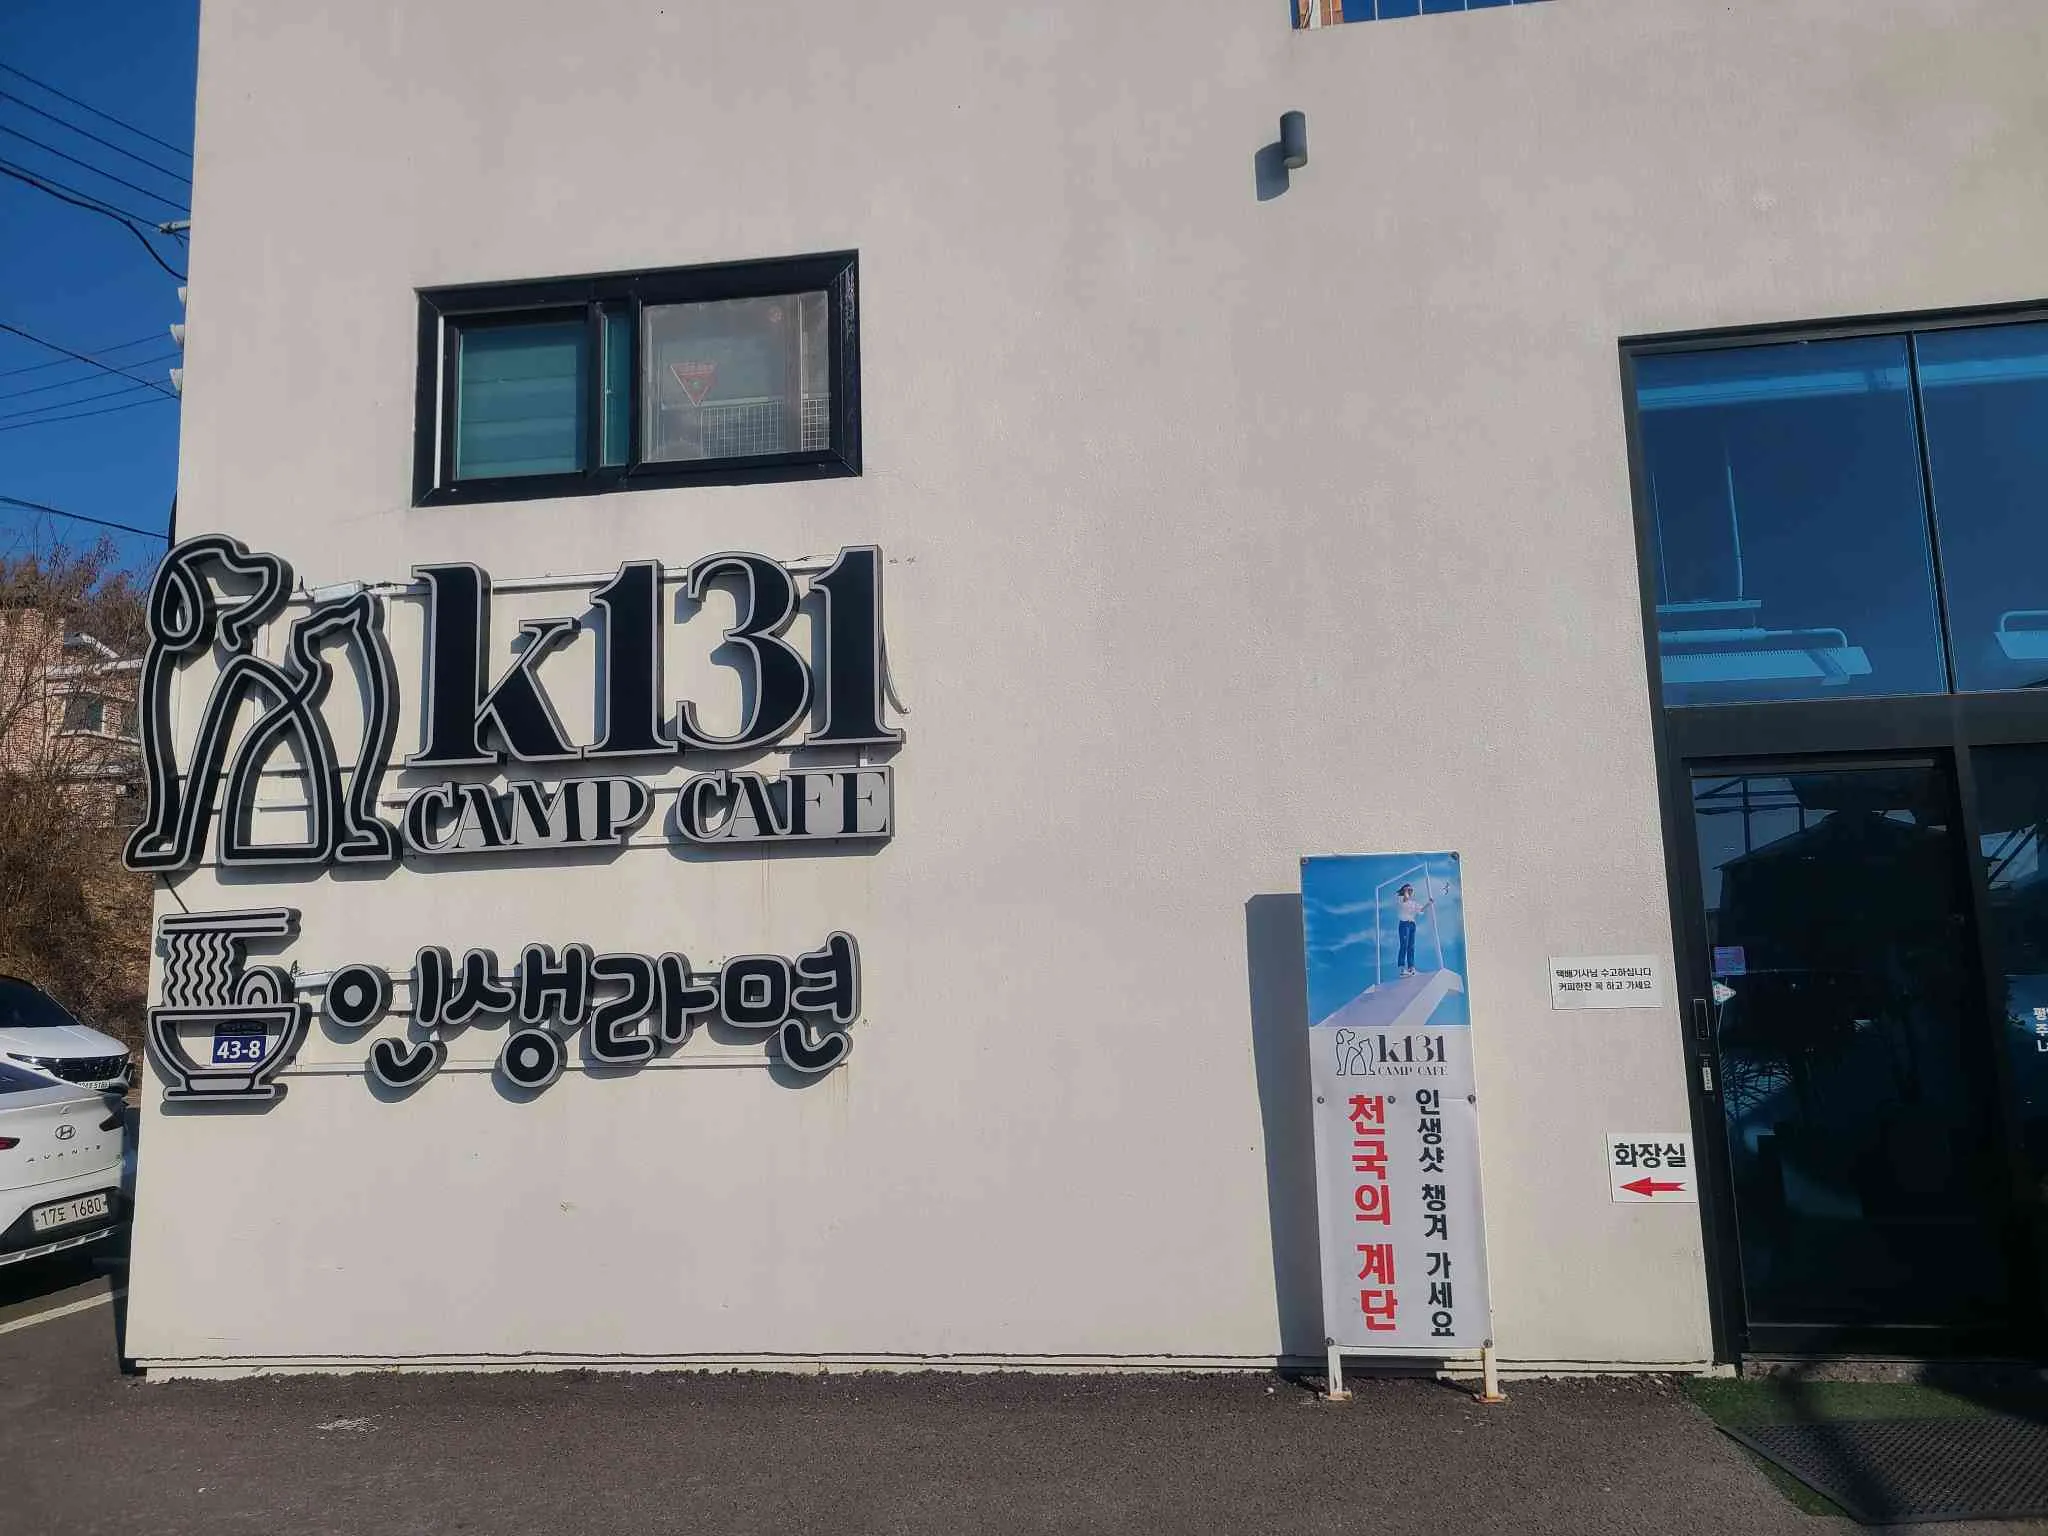 k131
CAMP CAFE
인생라면
43-8
AVANTE
17도 1680
k131
CAMP CAFE
인생샷 챙겨 가세요
천국의 계단
택배기사님 수고하십니다
커피한잔 꼭 하고 가세요
화장실